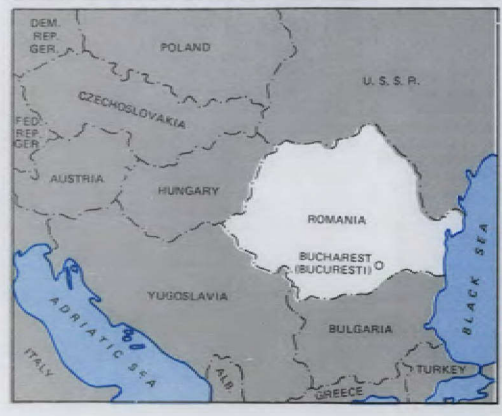 DEM.
REP.
GER.
POLAND
U. S. S. R.
CZECHOSLOVAKIA
FED.
REP.
GER
AUSTRIA
HUNGARY
ROMANIA
BUCHAREST
(BUCURESTI)
YUGOSLAVIA
BLACK SEA
ADRIATIC SEA
BULGARIA
ITALY
ALB.
GREECE
TURKEY